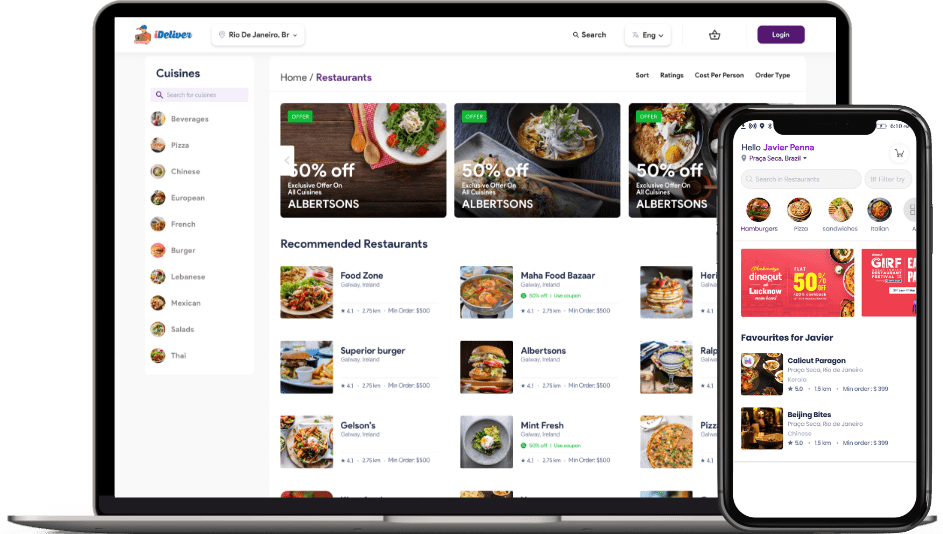 iDeliver
Rio De Janeiro, Br
Search
Eng
Login
Cuisines
Search for cuisines
Beverages
Pizza
Chinese
European
French
Burger
Lebanese
Mexican
Salads
Thai
Home / Restaurants
Sort
Ratings
Cost Per Person
Order Type
OFFER
50% off
Exclusive Offer On
All Cuisines
ALBERTSONS
OFFER
50% off
Exclusive Offer On
All Cuisines
ALBERTSONS
OFFER
50% off
Exclusive Offer On
All Cuisines
ALBERTSONS
Recommended Restaurants
Food Zone
Galway, Ireland
4.1 · 2.75 km · Min Order: $500
Maha Food Bazaar
Galway, Ireland
50% off | Use coupon
4.1 · 2.75 km · Min Order: $500
Heri
Galway, Ireland
4.1
Superior burger
Galway, Ireland
4.1 · 2.75 km · Min Order: $500
Albertsons
Galway, Ireland
4.1 · 2.75 km · Min Order: $500
Ralp
4.1
Gelson's
Galway, Ireland
4.1 · 2.75 km · Min Order: $500
Mint Fresh
Galway, Ireland
50% off | Use coupon
4.1 · 2.75 km · Min Order: $500
Pizz
4.1
6:10
Hello Javier Penna
Praça Seca, Brazil
Search in Restaurants
Filter by
Hamburgers
Pizza
sandwiches
Italian
A
dineout
Lucknow
FLAT
50% OFF
GIRF
RESTAURANT
FESTIVAL
EA
PA
Favourites for Javier
Calicut Paragon
Praça Seca, Rio de Janeiro
Kerala
5.0 · 1.5 km · Min order : $ 399
Beijing Bites
Praça Seca, Rio de Janeiro
Chinese
5.0 · 1.5 km · Min order : $ 399